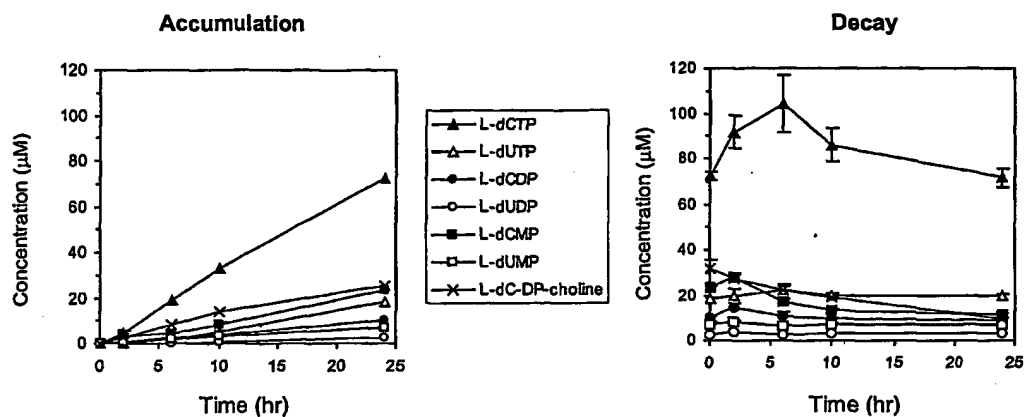 Accumulation
Concentration (μM)
120
100
80
60
40
20
0
0 5 10 15 20 25
Time (hr)
L-dCTP
L-dUTP
L-dCDP
L-dUDP
L-dCMP
L-dUMP
L-dC-DP-choline
Decay
Concentration (μM)
120
100
80
60
40
20
0
0 5 10 15 20 25
Time (hr)